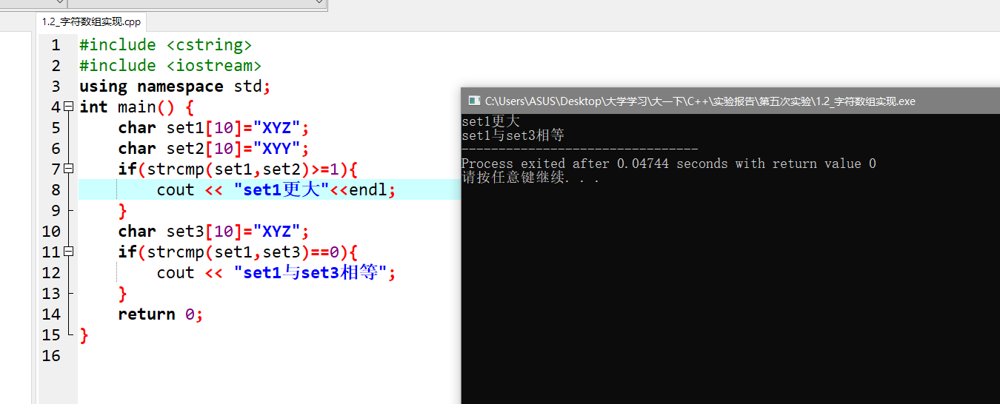 1.2_字符数组实现.cpp
1 #include <cstring>
2 #include <iostream>
3 using namespace std;
4 int main() {
5 char set1[10]="XYZ";
6 char set2[10]="XYY";
7 if(strcmp(set1,set2)>=1){
8 cout << "set1更大"<<endl;
9 }
10 char set3[10]="XYZ";
11 if(strcmp(set1,set3)==0){
12 cout << "set1与set3相等";
13 }
14 return 0;
15 }
16
C:\Users\ASUS\Desktop\大学学习\大一下\C++\实验报告\第五次实验\1.2_字符数组实现.exe
set1更大
set1与set3相等
--------------------------------
Process exited after 0.04744 seconds with return value 0
请按任意键继续. . .